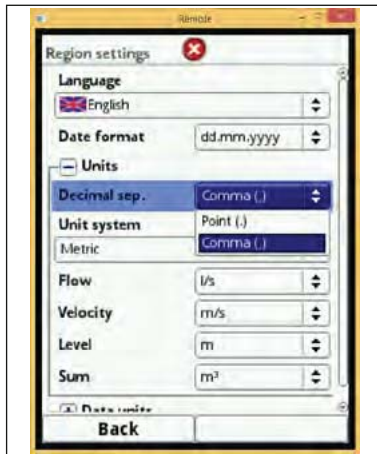 Remote
Region settings
Language
English
Date format dd.mm.yyyy
Units
Decimal sep. Comma (,)
Point (.)
Unit system
Comma (,)
Metric
Flow l/s
Velocity m/s
Level m
Sum m³
Data units
Back